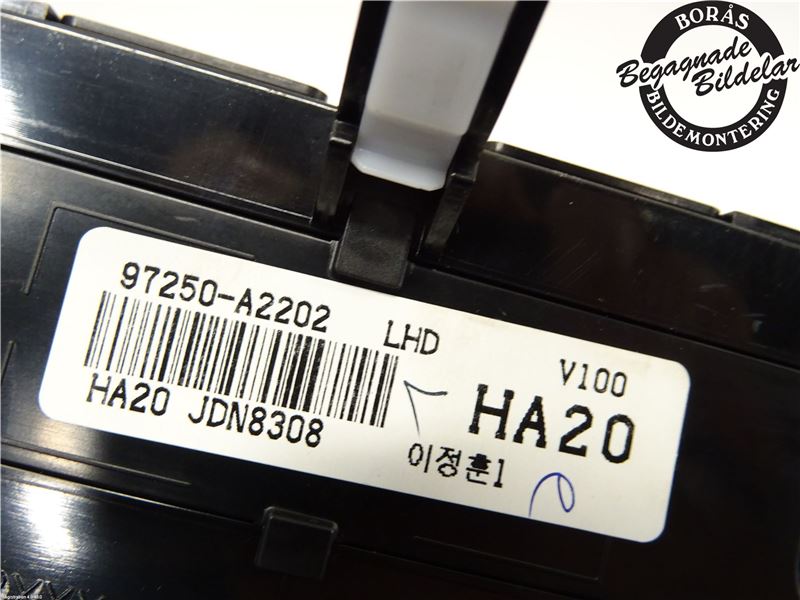 BORÅS
Begagnade
Bildelar
BILDEMONTERING
97250-A2202
LHD
V100
HA20 JDN8308
HA20
이정훈1